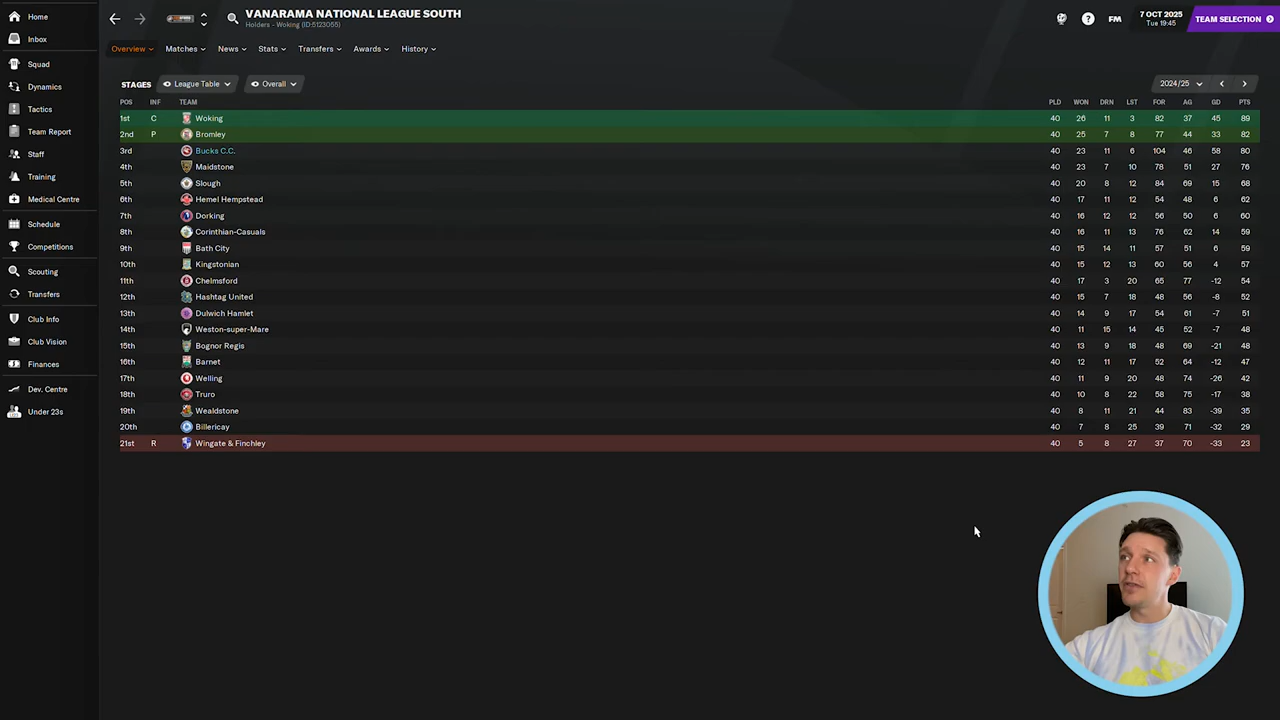 Home
Inbox
Squad
Dynamics
Tactics
Team Report
Staff
Training
Medical Centre
Schedule
Competitions
Scouting
Transfers
Club Info
Club Vision
Finances
Dev. Centre
Under 23s
VANARAMA NATIONAL LEAGUE SOUTH
Holders - Woking (ID:5123055)
? FM
7 OCT 2025
Tue 19:45
TEAM SELECTION
Overview Matches News Stats Transfers Awards History
STAGES League Table Overall 2024/25
POS INF TEAM PLD WON DRN LST FOR AG GD PTS
1st C Woking 40 26 11 3 82 37 45 89
2nd P Bromley 40 25 7 8 77 44 33 82
3rd Bucks C.C. 40 23 11 6 104 46 58 80
4th Maidstone 40 23 7 10 78 51 27 76
5th Slough 40 20 8 12 84 69 15 68
6th Hemel Hempstead 40 17 11 12 54 48 6 62
7th Dorking 40 16 12 12 56 50 6 60
8th Corinthian-Casuals 40 16 11 13 76 62 14 59
9th Bath City 40 15 14 11 57 51 6 59
10th Kingstonian 40 15 12 13 60 56 4 57
11th Chelmsford 40 17 3 20 65 77 -12 54
12th Hashtag United 40 15 7 18 48 56 -8 52
13th Dulwich Hamlet 40 14 9 17 54 61 -7 51
14th Weston-super-Mare 40 11 15 14 45 52 -7 48
15th Bognor Regis 40 13 9 18 48 69 -21 48
16th Barnet 40 12 11 17 52 64 -12 47
17th Welling 40 11 9 20 48 74 -26 42
18th Truro 40 10 8 22 58 75 -17 38
19th Wealdstone 40 8 11 21 44 83 -39 35
20th Billericay 40 7 8 25 39 71 -32 29
21st R Wingate & Finchley 40 5 8 27 37 70 -33 23